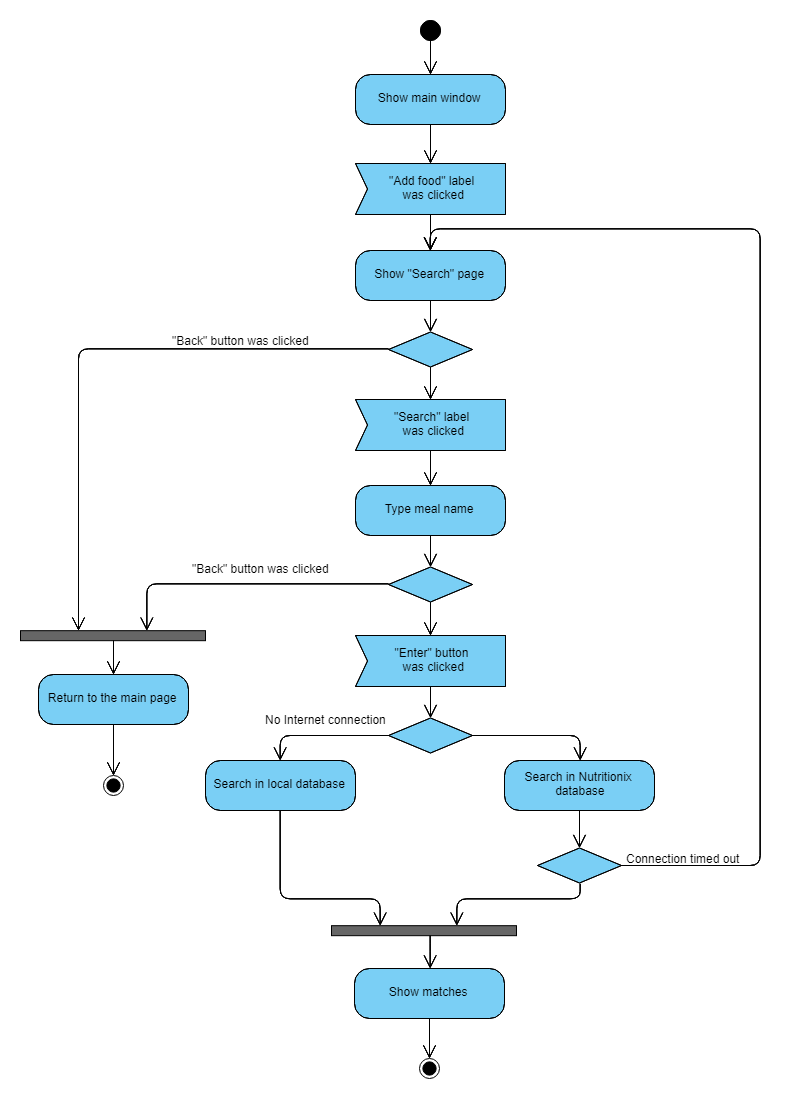 Show main window
"Add food" label
was clicked
Show "Search" page
"Back" button was clicked
"Search" label
was clicked
Type meal name
"Back" button was clicked
"Enter" button
was clicked
Return to the main page
No Internet connection
Search in local database
Search in Nutritionix
database
Connection timed out
Show matches